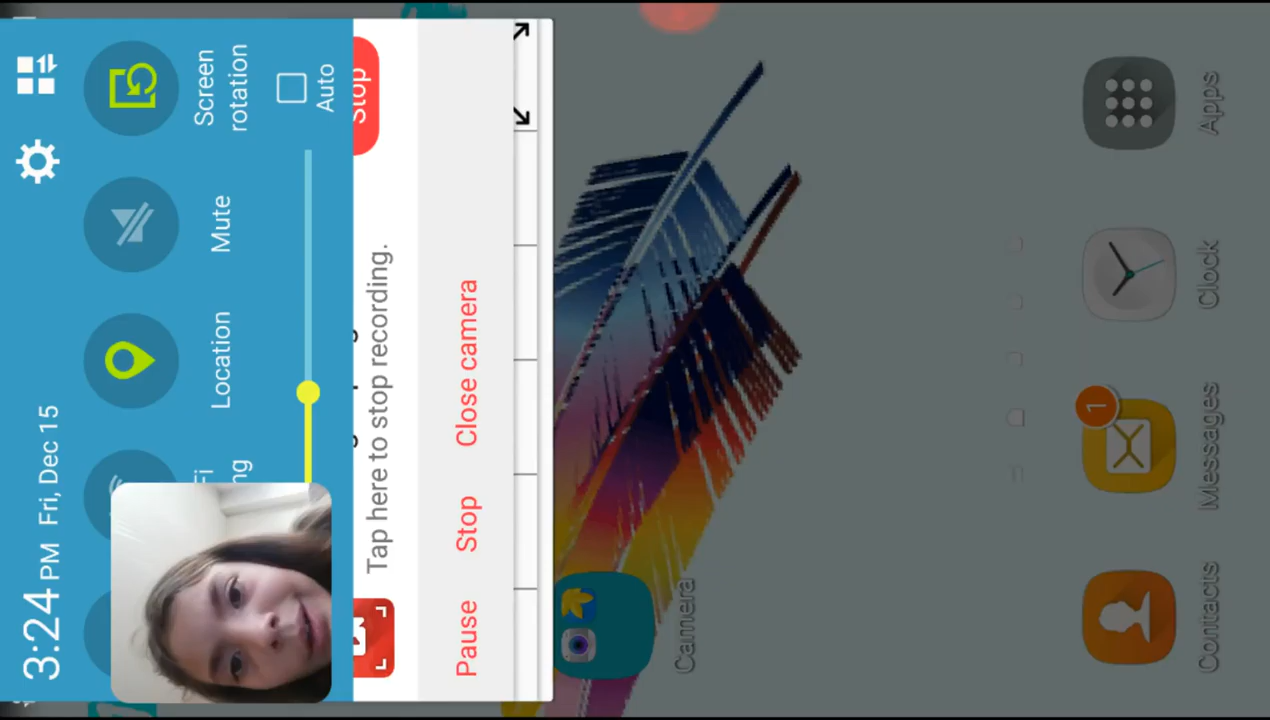 3:24 PM Fri, Dec 15
Location
Mute
Screen
rotation
Auto
Stop
Tap here to stop recording.
Pause Stop Close camera
Camera
Contacts Messages Clock Apps
1